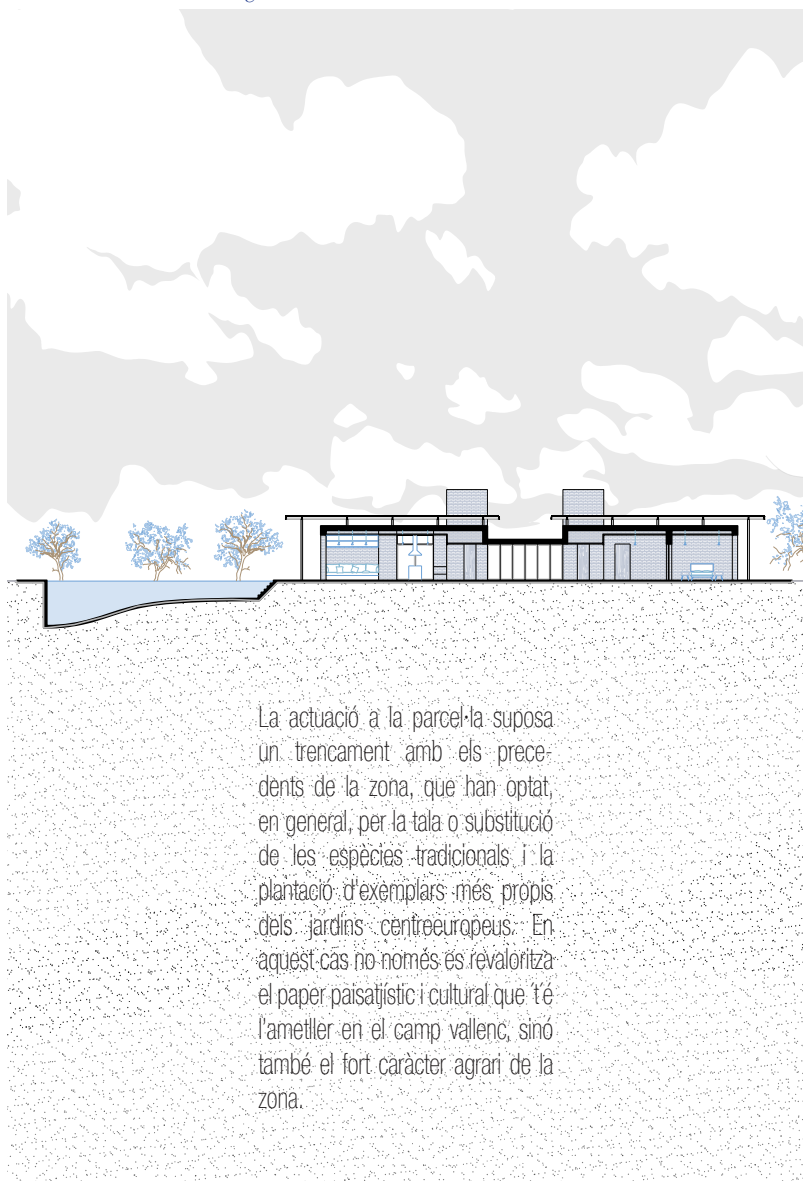 La actuació a la parcel·la suposa
un trencament amb els prece-
dents de la zona, que han optat,
en general, per la tala o substitució
de les espècies tradicionals i la
plantació d'exemplars més propis
dels jardins centreeuropeus. En
aquest cas no només es revaloritza
el paper paisatjístic i cultural que té
l'ametller en el camp vallenc, sinó
també el fort caràcter agrari de la
zona.